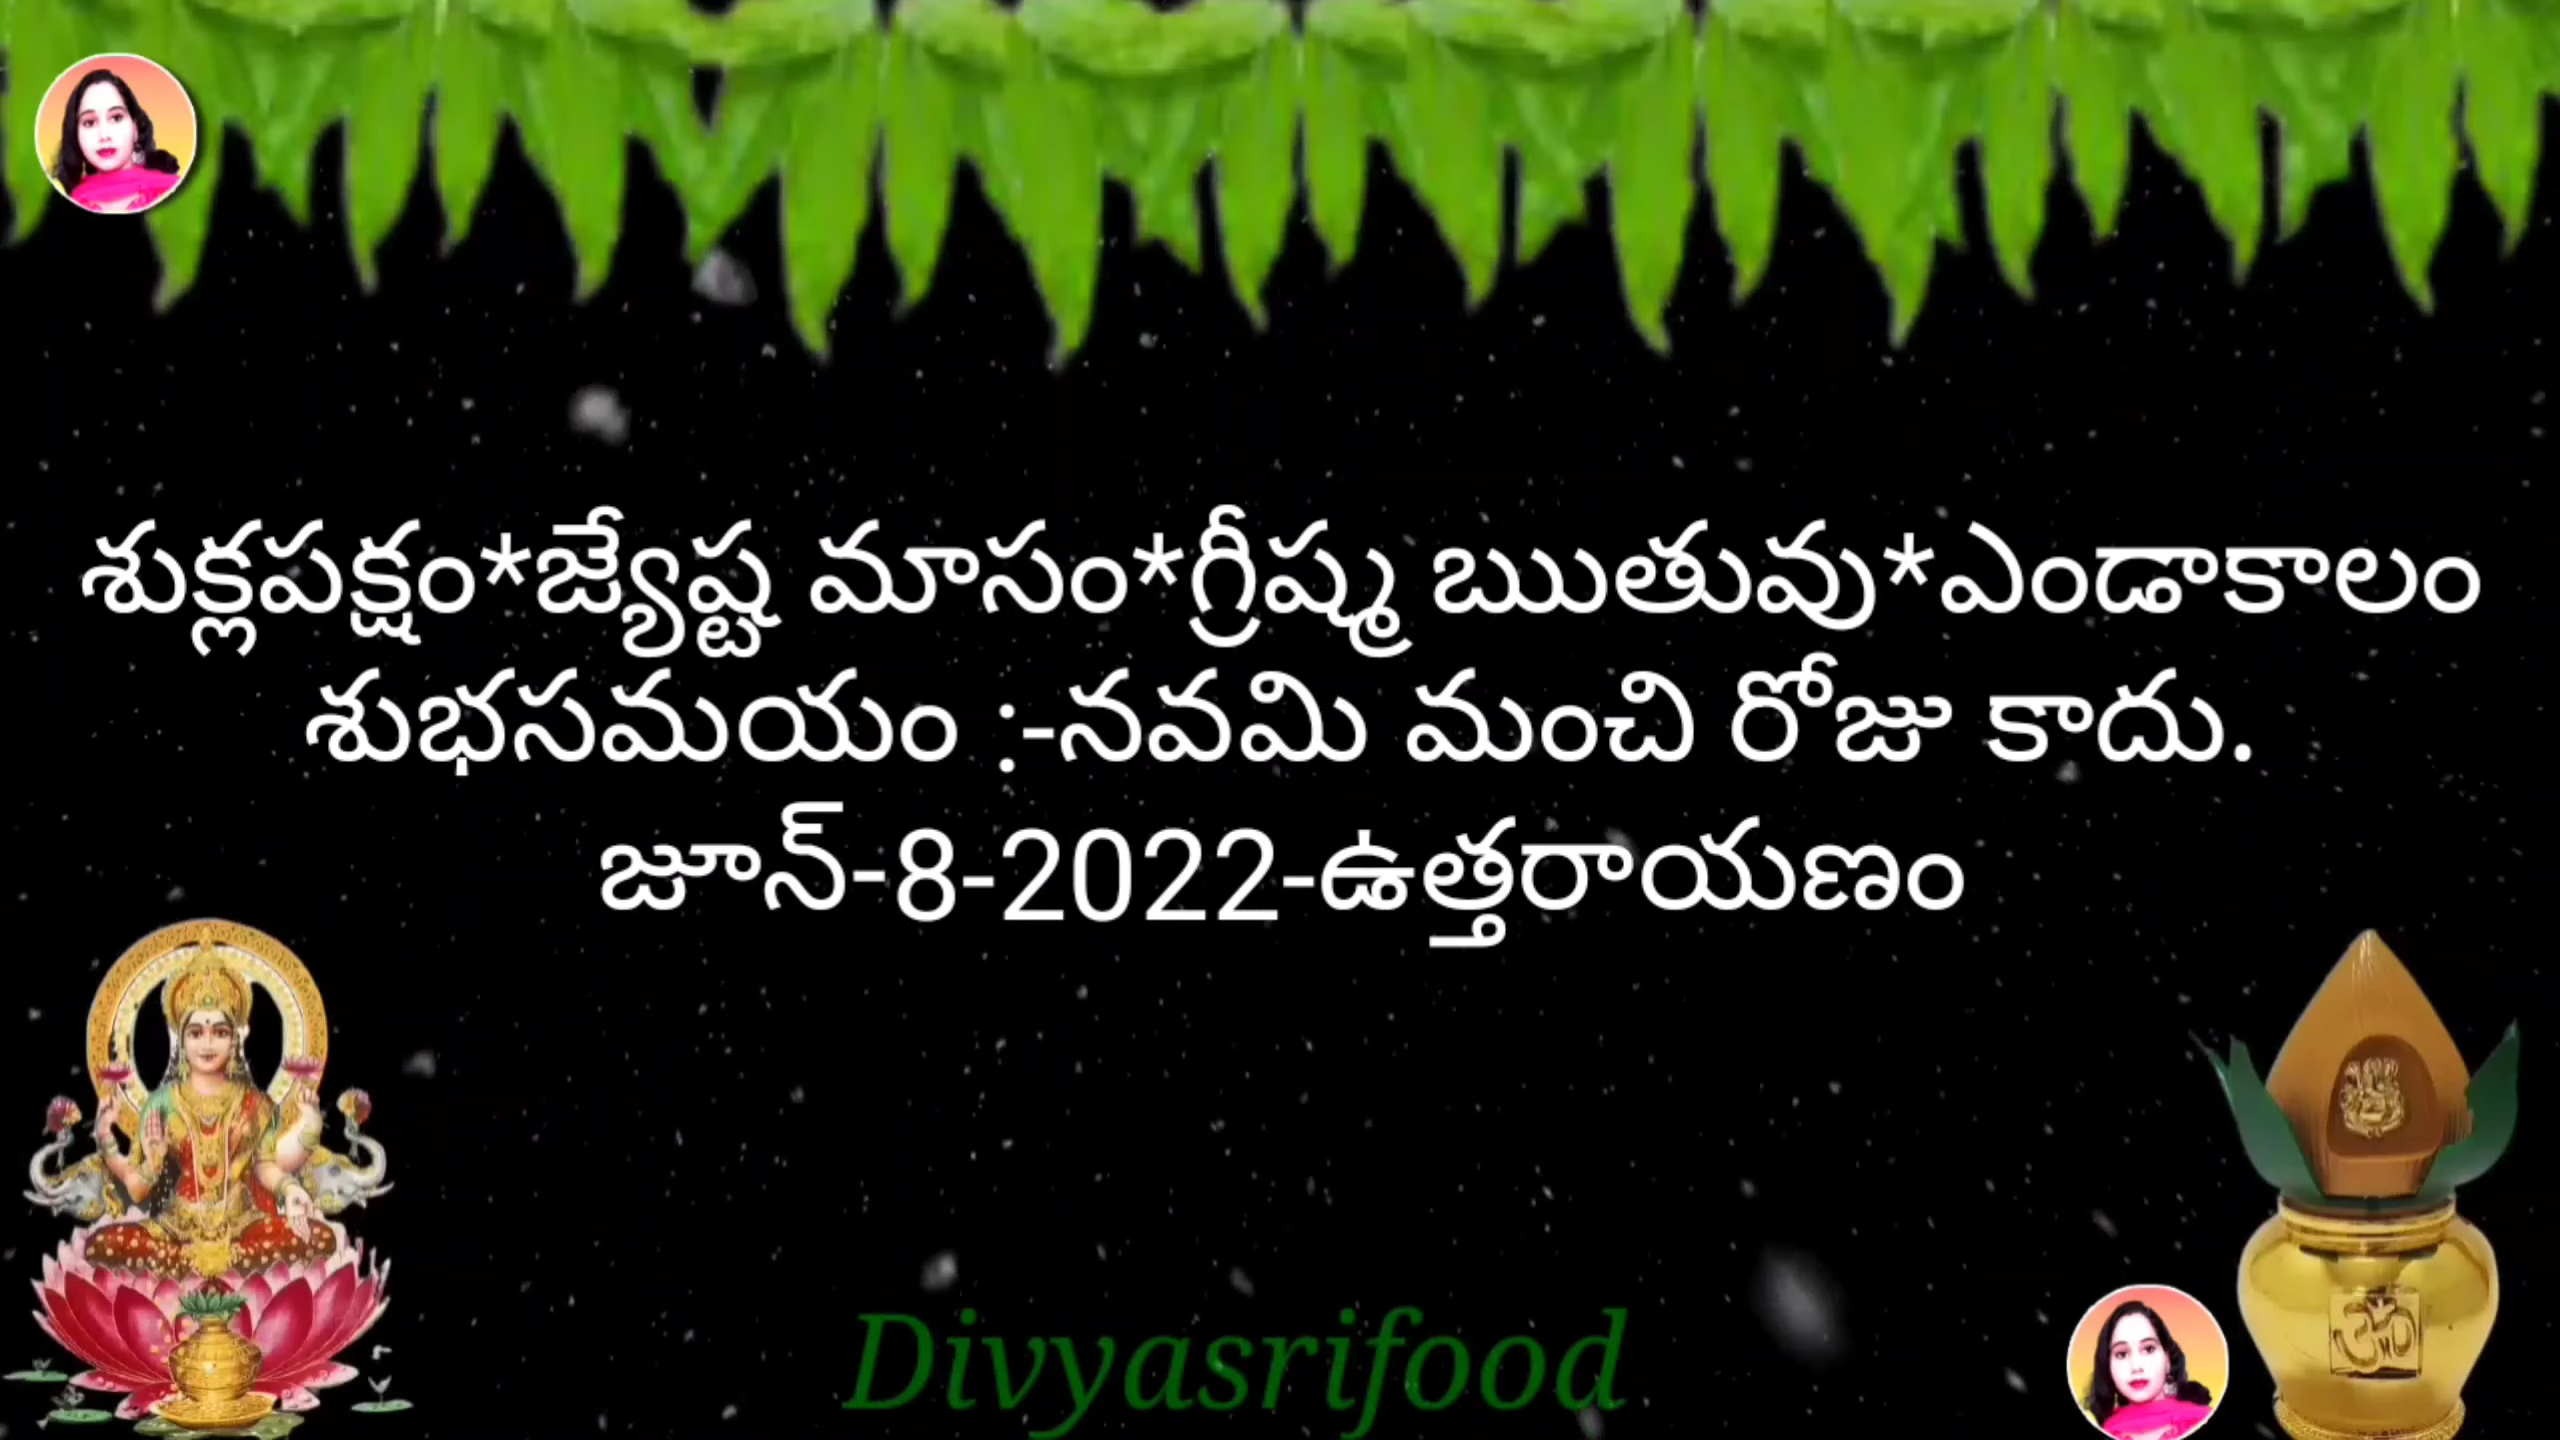 శుక్లపక్షం*జ్యేష్ట మాసం*గ్రీష్మ ఋతువు*ఎండాకాలం
శుభసమయం :-నవమి మంచి రోజు కాదు.
జూన్-8-2022-ఉత్తరాయణం
ॐ
Divyasrifood